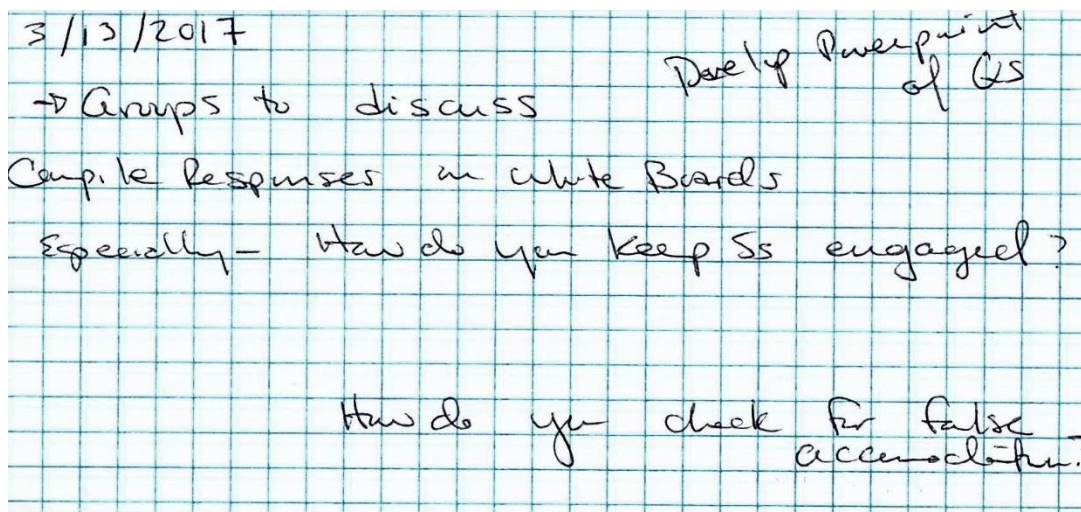 3/13/2017
Develp Powerpoint
of QS
→ Groups to discuss
Compile Responses on white Boards
Especially - How do you keep Ss engaged?
How do you check for false
accomodation.